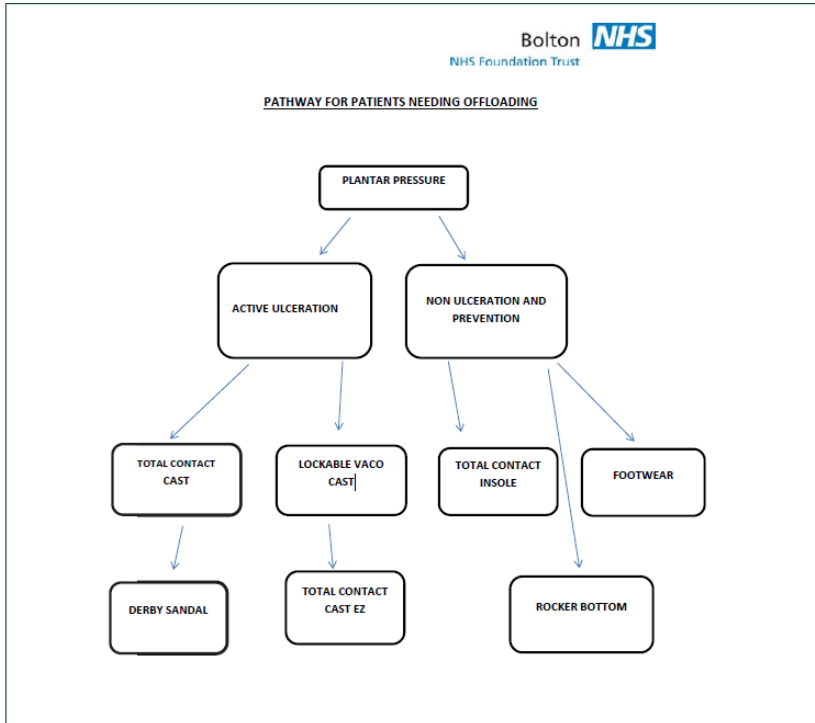 Bolton NHS
NHS Foundation Trust
PATHWAY FOR PATIENTS NEEDING OFFLOADING
PLANTAR PRESSURE
ACTIVE ULCERATION
NON ULCERATION AND
PREVENTION
TOTAL CONTACT
CAST
LOCKABLE VACO
CAST
TOTAL CONTACT
INSOLE
FOOTWEAR
DERBY SANDAL
TOTAL CONTACT
CAST EZ
ROCKER BOTTOM